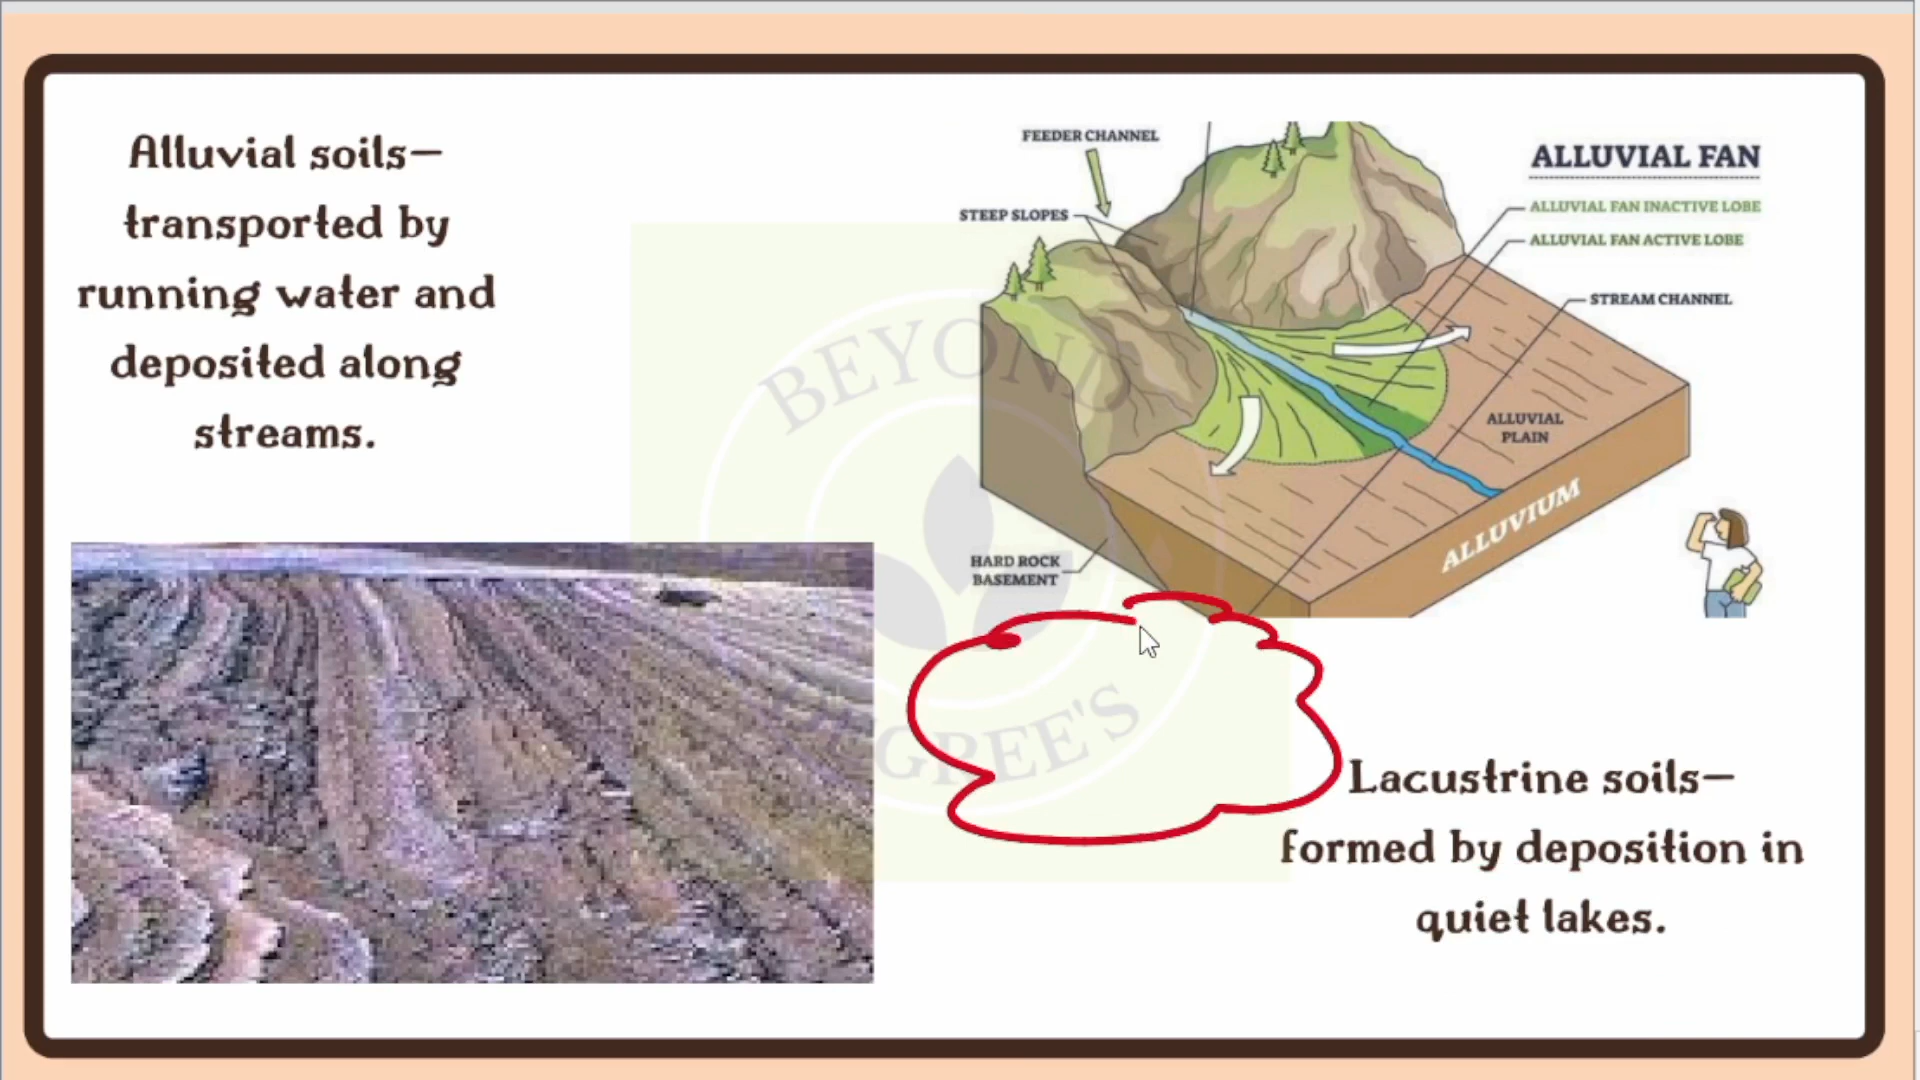 Alluvial soils–
transported by
running water and
deposited along
streams.
FEEDER CHANNEL
STEEP SLOPES
ALLUVIAL FAN
ALLUVIAL FAN INACTIVE LOBE
ALLUVIAL FAN ACTIVE LOBE
STREAM CHANNEL
ALLUVIAL
PLAIN
ALLUVIUM
HARD ROCK
BASEMENT
BEYOND
DEGREE'S
Lacustrine soils–
formed by deposition in
quiet lakes.